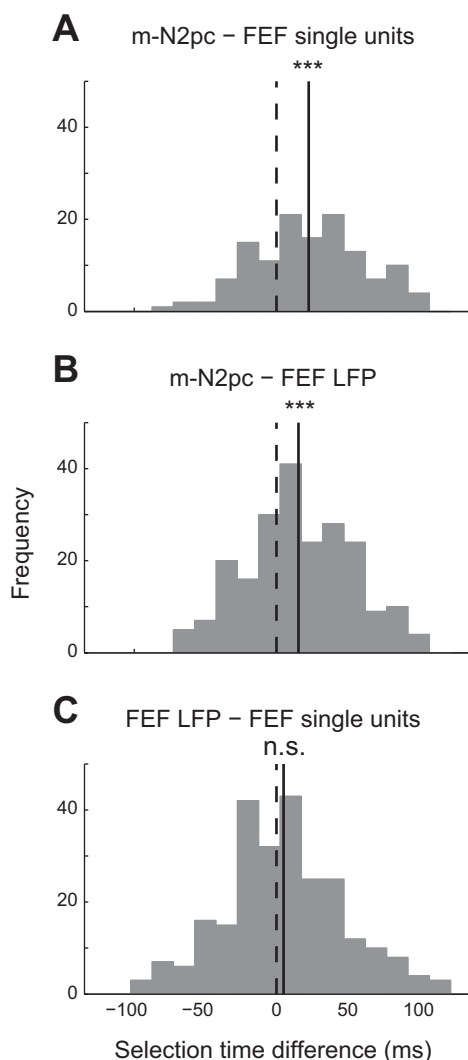 A
m-N2pc − FEF single units
***
40
20
0
B
m-N2pc − FEF LFP
***
40
20
0
Frequency
C
FEF LFP − FEF single units
n.s.
40
20
0
−100 −50 0 50 100
Selection time difference (ms)